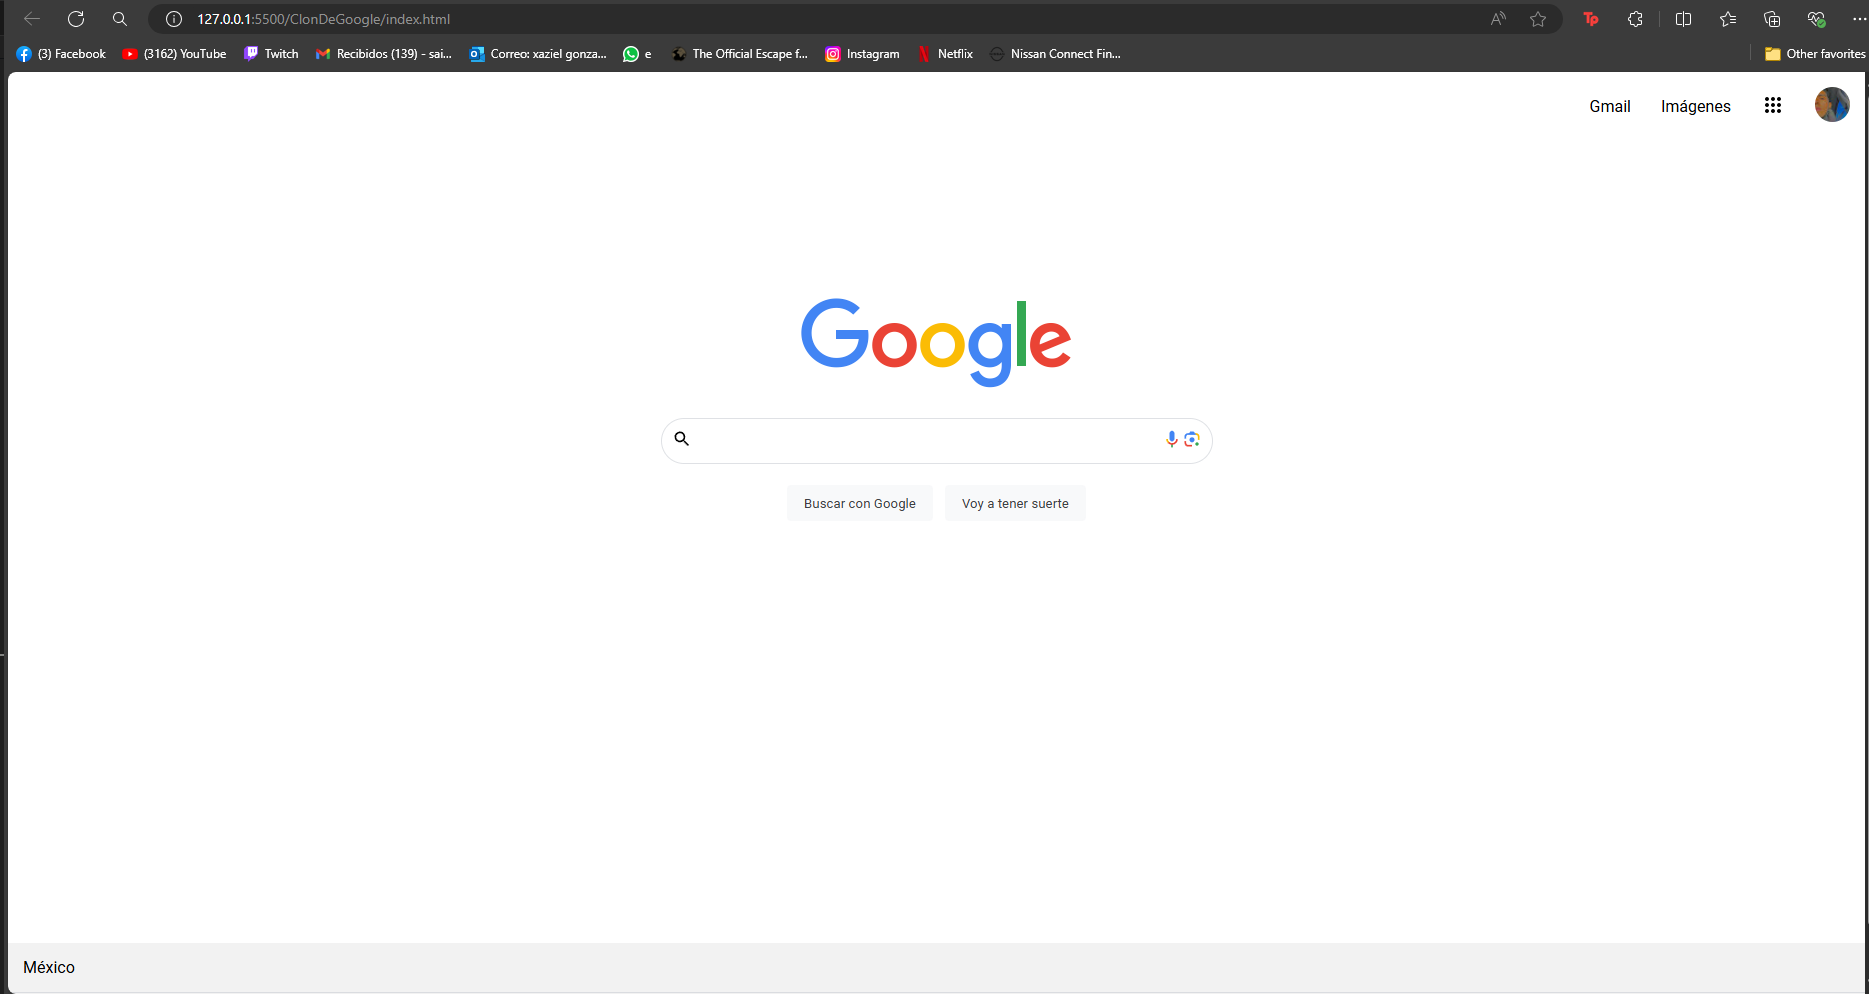 127.0.0.1:5500/ClonDeGoogle/index.html
(3) Facebook (3162) YouTube Twitch Recibidos (139) - sai... Correo: xaziel gonza... e The Official Escape f... Instagram Netflix Nissan Connect Fin... Other favorites
Gmail Imágenes
Google
Buscar con Google Voy a tener suerte
México